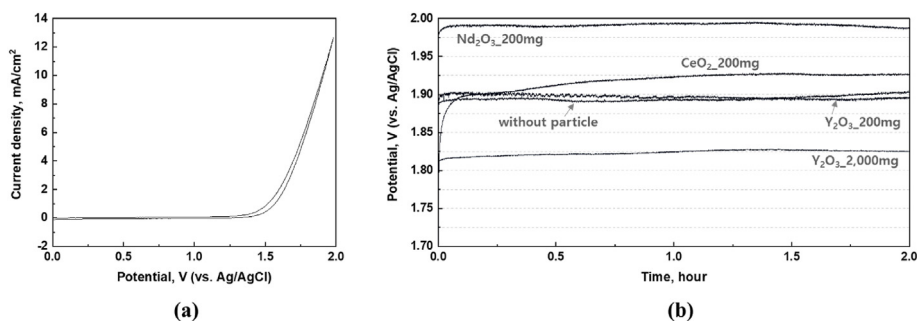 14
12
10
8
6
4
2
0
-2
Current density, mA/cm²
0.0 0.5 1.0 1.5 2.0
Potential, V (vs. Ag/AgCl)
(a)
2.00
1.95
1.90
1.85
1.80
1.75
1.70
Potential, V (vs. Ag/AgCl)
Nd₂O₃_200mg
CeO₂_200mg
without particle
Y₂O₃_200mg
Y₂O₃_2,000mg
0.0 0.5 1.0 1.5 2.0
Time, hour
(b)